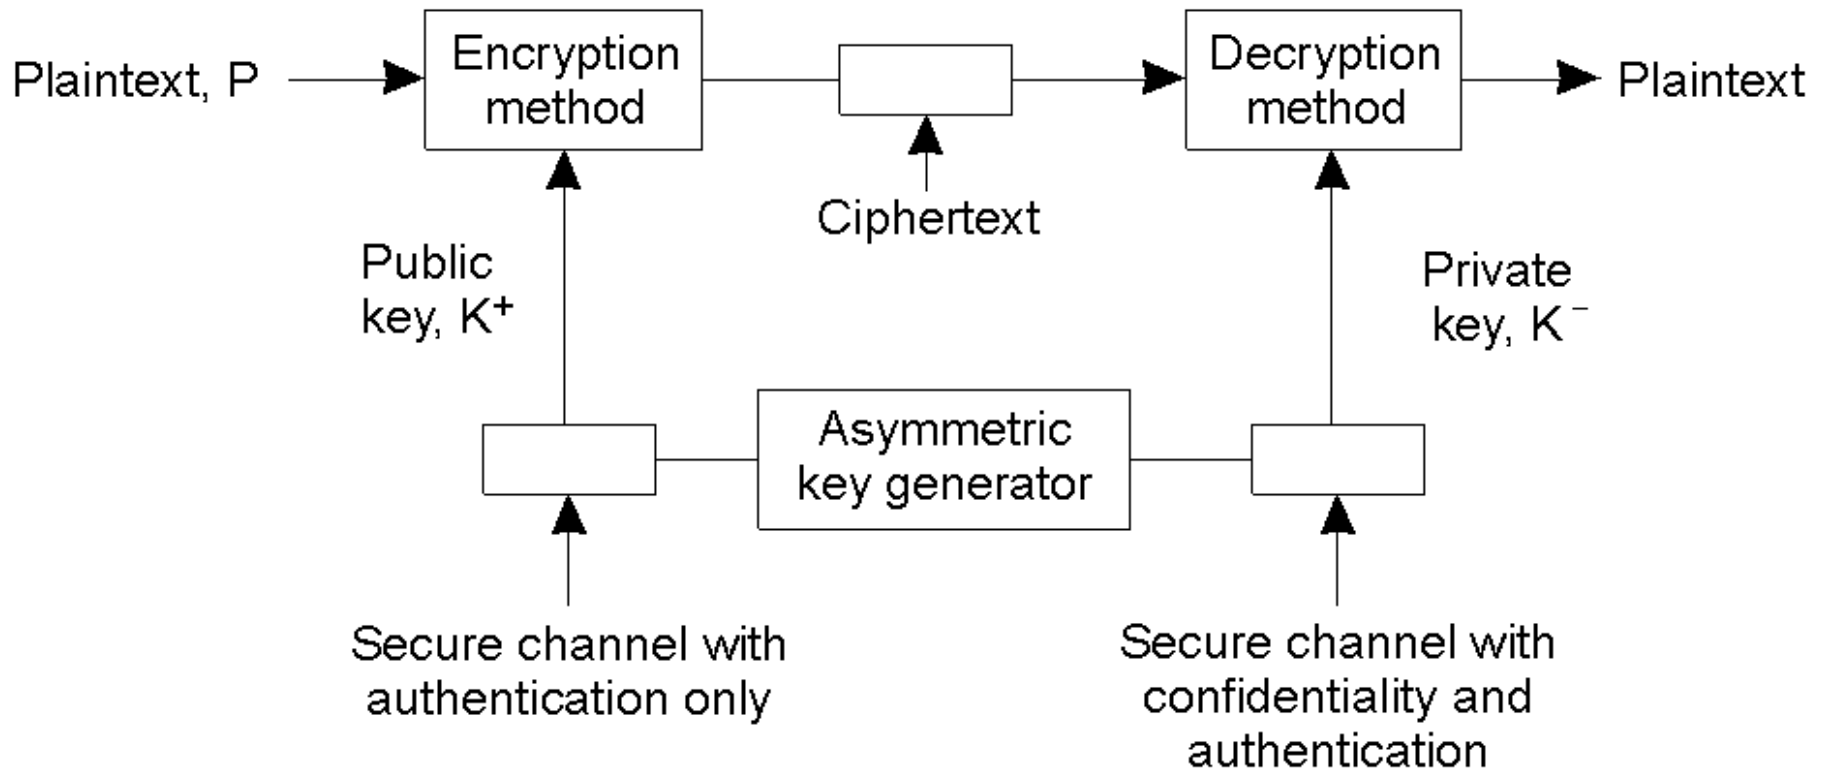 Plaintext, P
Encryption
method
Decryption
method
Plaintext
Ciphertext
Public
key, K⁺
Private
key, K⁻
Asymmetric
key generator
Secure channel with
authentication only
Secure channel with
confidentiality and
authentication